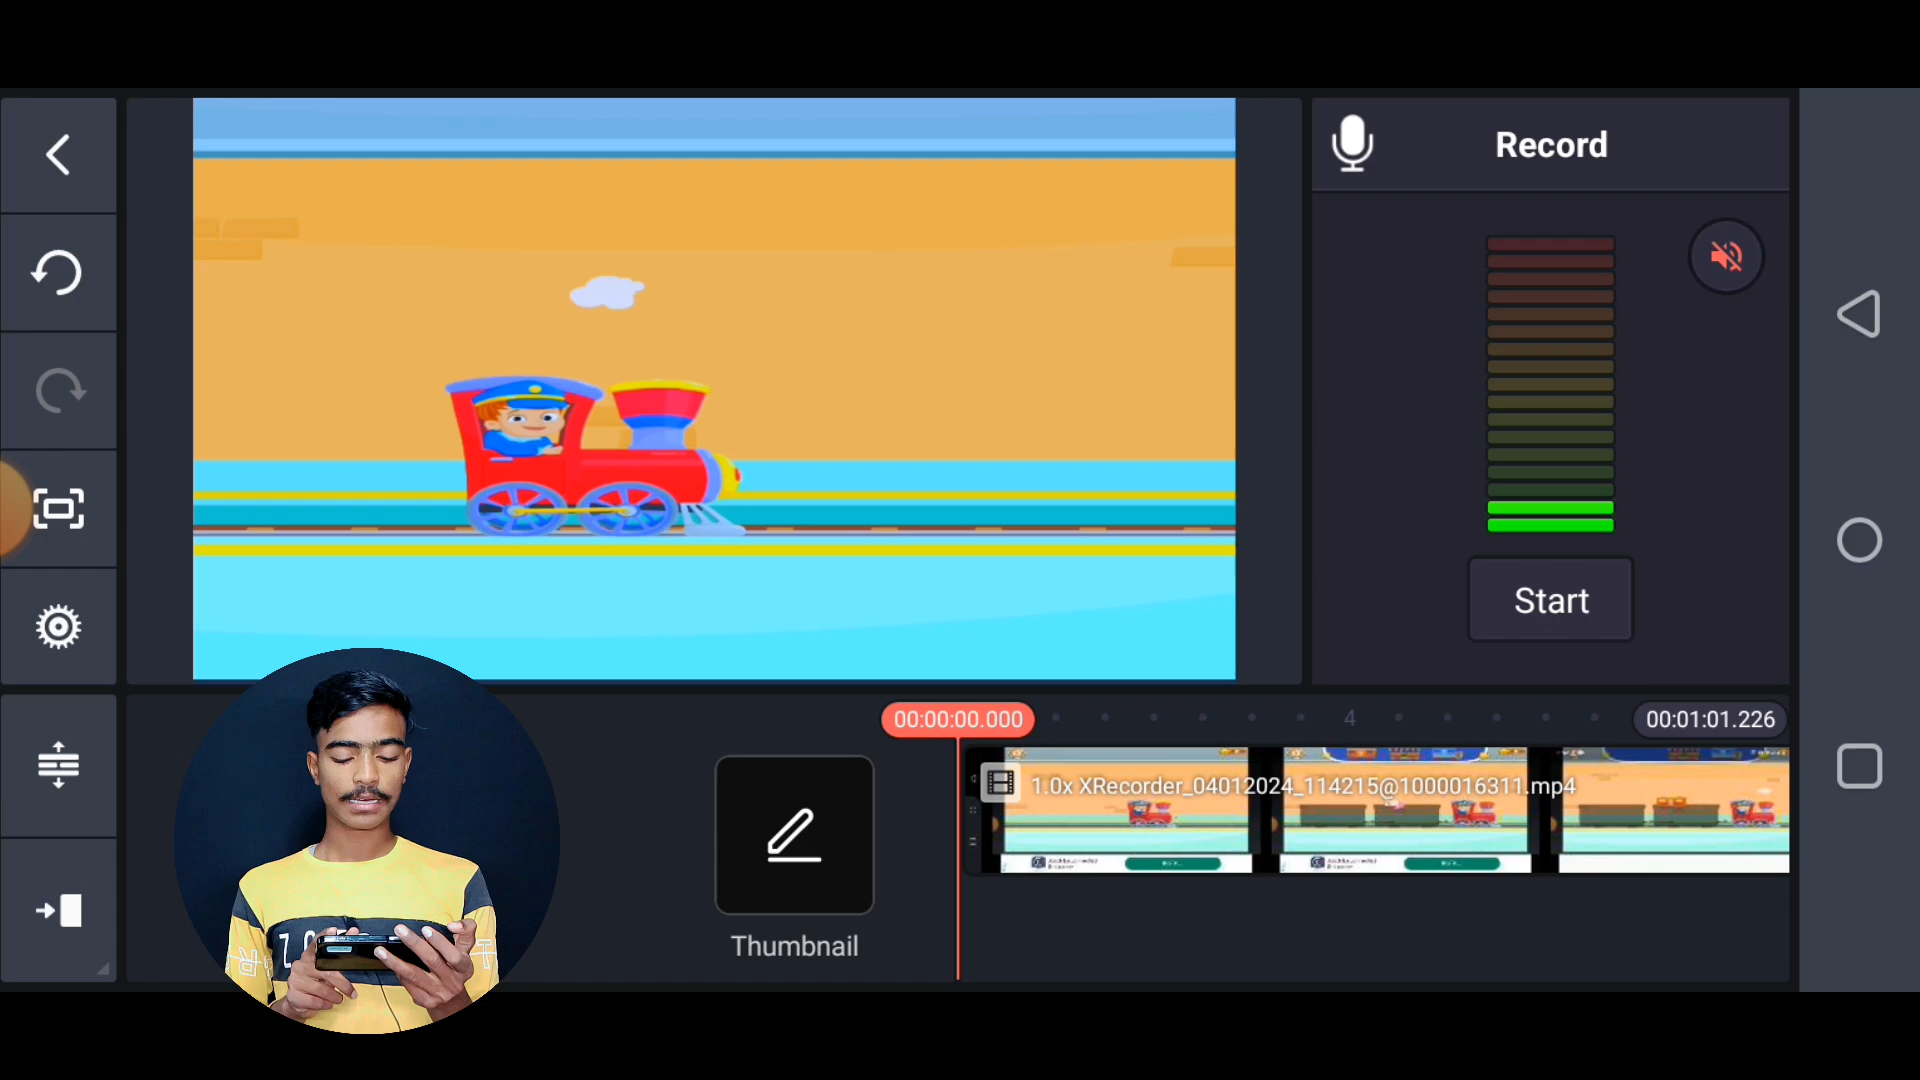 Record
Start
00:00:00.000
4
00:01:01.226
1.0x XRecorder_04012024_114215@1000016311.mp4
Thumbnail